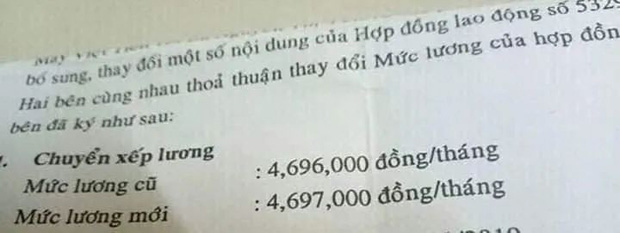 bổ sung, thay đổi một số nội dung của Hợp đồng lao động số 532
Hai bên cùng nhau thoả thuận thay đổi Mức lương của hợp đồn
bên đã ký như sau:
Chuyển xếp lương
Mức lương cũ : 4,696,000 đồng/tháng
Mức lương mới : 4,697,000 đồng/tháng